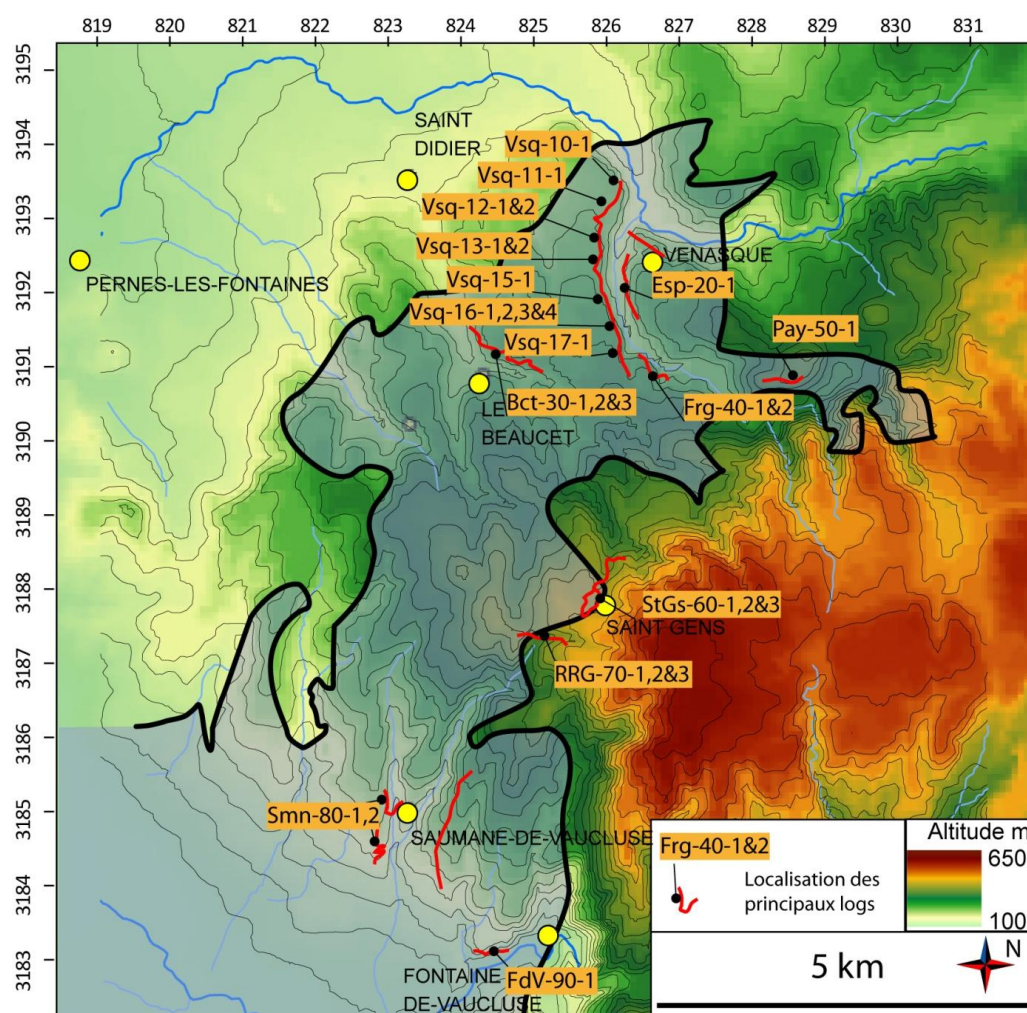 819 820 821 822 823 824 825 826 827 828 829 830 831
3195
3194
3193
3192
3191
3190
3189
3188
3187
3186
3185
3184
3183
SAINT
DIDIER
Vsq-10-1
Vsq-11-1
Vsq-12-1&2
Vsq-13-1&2
VENASQUE
PERNES-LES-FONTAINES
Vsq-15-1
Esp-20-1
Vsq-16-1,2,3&4
Vsq-17-1
Pay-50-1
Bct-30-1,2&3
Frg-40-1&2
LE
BEAUCET
StGs-60-1,2&3
SAINT GENS
RRG-70-1,2&3
Smn-80-1,2
SAUMANE-DE-VAUCLUSE
FONTAINE
DE-VAUCLUSE
FdV-90-1
Frg-40-1&2
Localisation des
principaux logs
Altitude m
650
100
5 km
N